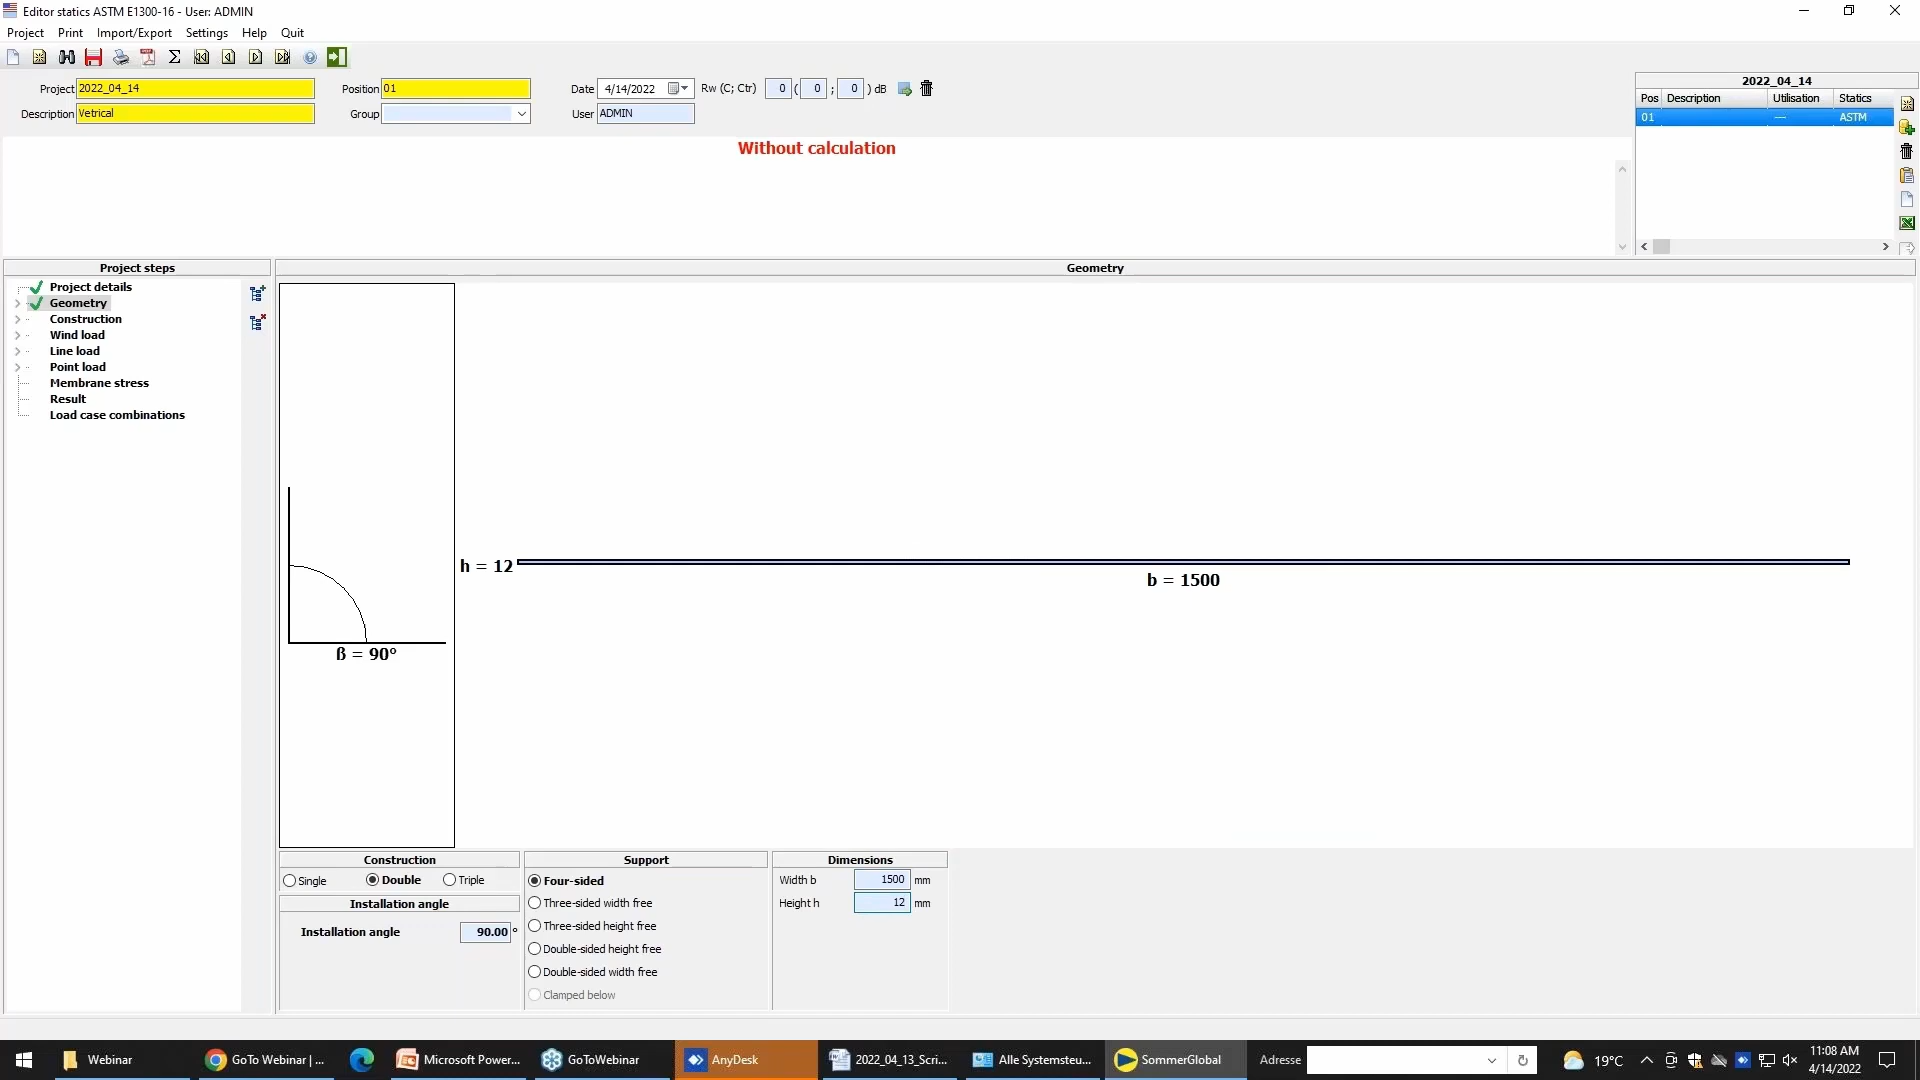 Editor statics ASTM E1300-16 - User: ADMIN
Project Print Import/Export Settings Help Quit
Project 2022_04_14 Position 01 Date 4/14/2022 Rw (C; Ctr) 0 ( 0 ; 0 ) dB
Description Vetrical Group User ADMIN
Without calculation
2022_04_14
Pos Description Utilisation Statics
01 --- ASTM
Project steps
Project details
Geometry
Construction
Wind load
Line load
Point load
Membrane stress
Result
Load case combinations
Geometry
h = 12
b = 1500
ß = 90°
Construction
Single Double Triple
Installation angle
Installation angle 90.00 °
Support
Four-sided
Three-sided width free
Three-sided height free
Double-sided height free
Double-sided width free
Clamped below
Dimensions
Width b 1500 mm
Height h 12 mm
Webinar GoTo Webinar | ... Microsoft Power... GoToWebinar AnyDesk 2022_04_13_Scri... Alle Systemsteu... SommerGlobal Adresse 19°C 11:08 AM
4/14/2022